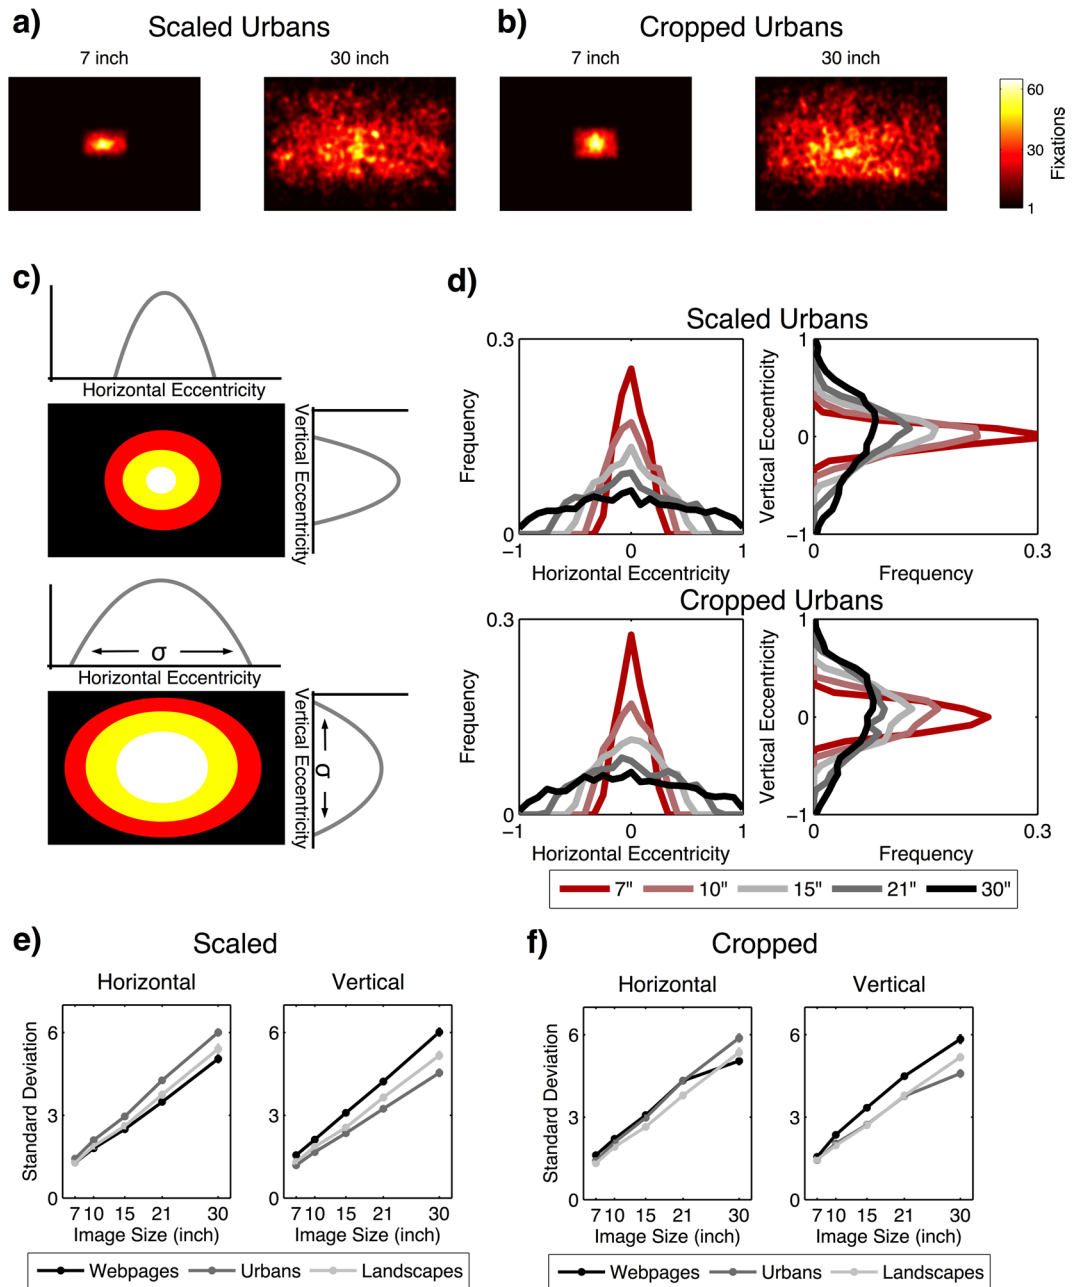 a)
Scaled Urbans
7 inch
30 inch
b)
Cropped Urbans
7 inch
30 inch
60
30
1
Fixations
c)
Horizontal Eccentricity
Vertical Eccentricity
σ
Horizontal Eccentricity
Vertical Eccentricity
σ
d)
Scaled Urbans
0.3
Frequency
0
−1 0 1
Horizontal Eccentricity
1
Vertical Eccentricity
0
−1
0 0.3
Frequency
Cropped Urbans
0.3
Frequency
0
−1 0 1
Horizontal Eccentricity
1
Vertical Eccentricity
0
−1
0 0.3
Frequency
7" 10" 15" 21" 30"
e)
Scaled
Horizontal
Vertical
Standard Deviation
6
3
0
7 10 15 21 30
Image Size (inch)
7 10 15 21 30
Image Size (inch)
Webpages Urbans Landscapes
f)
Cropped
Horizontal
Vertical
Standard Deviation
6
3
0
7 10 15 21 30
Image Size (inch)
6
3
0
7 10 15 21 30
Image Size (inch)
Webpages Urbans Landscapes